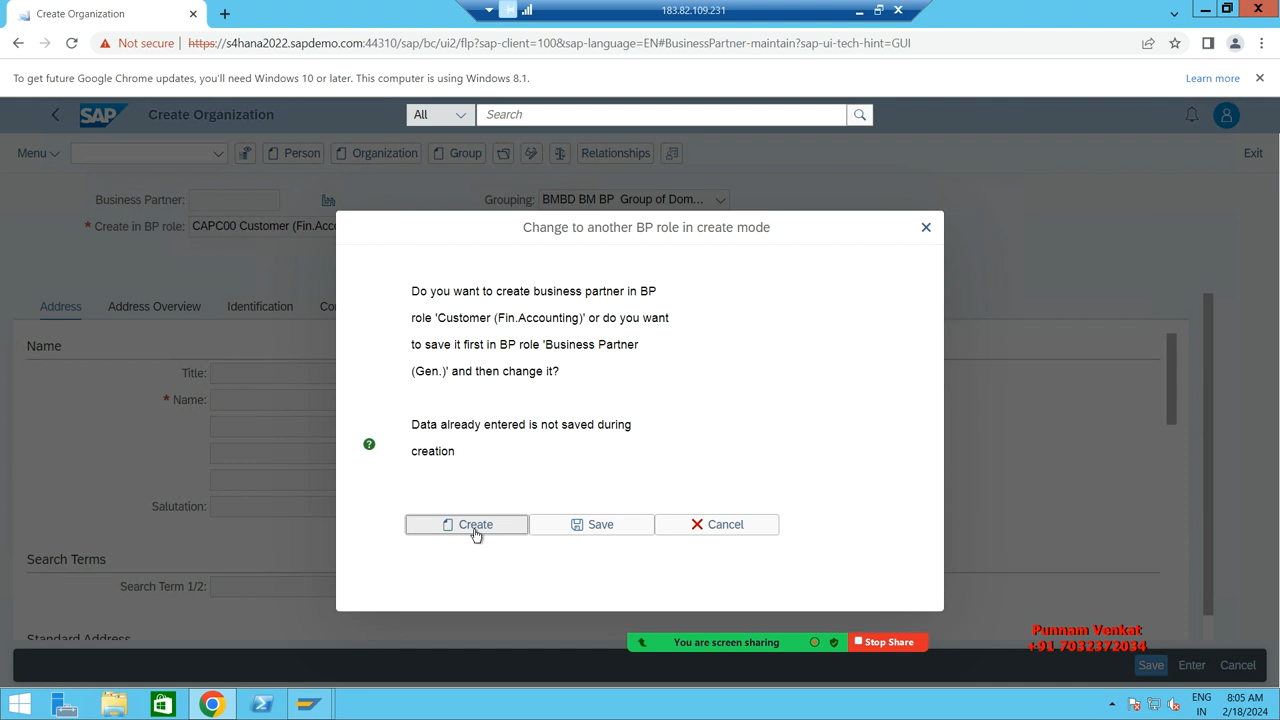 Create Organization
183.82.109.231
Not secure
https://s4hana2022.sapdemo.com:44310/sap/bc/ui2/flp?sap-client=100&sap-language=EN#BusinessPartner-maintain?sap-ui-tech-hint=GUI
To get future Google Chrome updates, you'll need Windows 10 or later. This computer is using Windows 8.1.
Learn more
SAP
Create Organization
All
Search
Menu
Person
Organization
Group
Relationships
Exit
Business Partner:
Grouping: BMBD BM BP Group of Dom...
* Create in BP role: CAPC00 Customer (Fin.Acco
Change to another BP role in create mode
Do you want to create business partner in BP
role 'Customer (Fin.Accounting)' or do you want
to save it first in BP role 'Business Partner
(Gen.)' and then change it?
Data already entered is not saved during
creation
Create
Save
Cancel
Address
Address Overview
Identification
Co
Name
Title:
* Name:
Salutation:
Search Terms
Search Term 1/2:
Standard Address
You are screen sharing
Stop Share
Punnam Venkat
+91 7032372034
Save
Enter
Cancel
ENG
IN
8:05 AM
2/18/2024